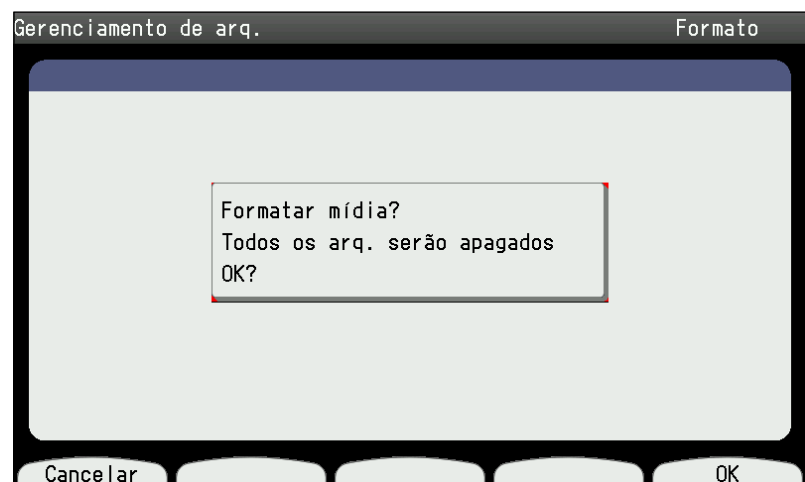 Gerenciamento de arq. Formato
Formatar mídia?
Todos os arq. serão apagados
OK?
Cancelar OK